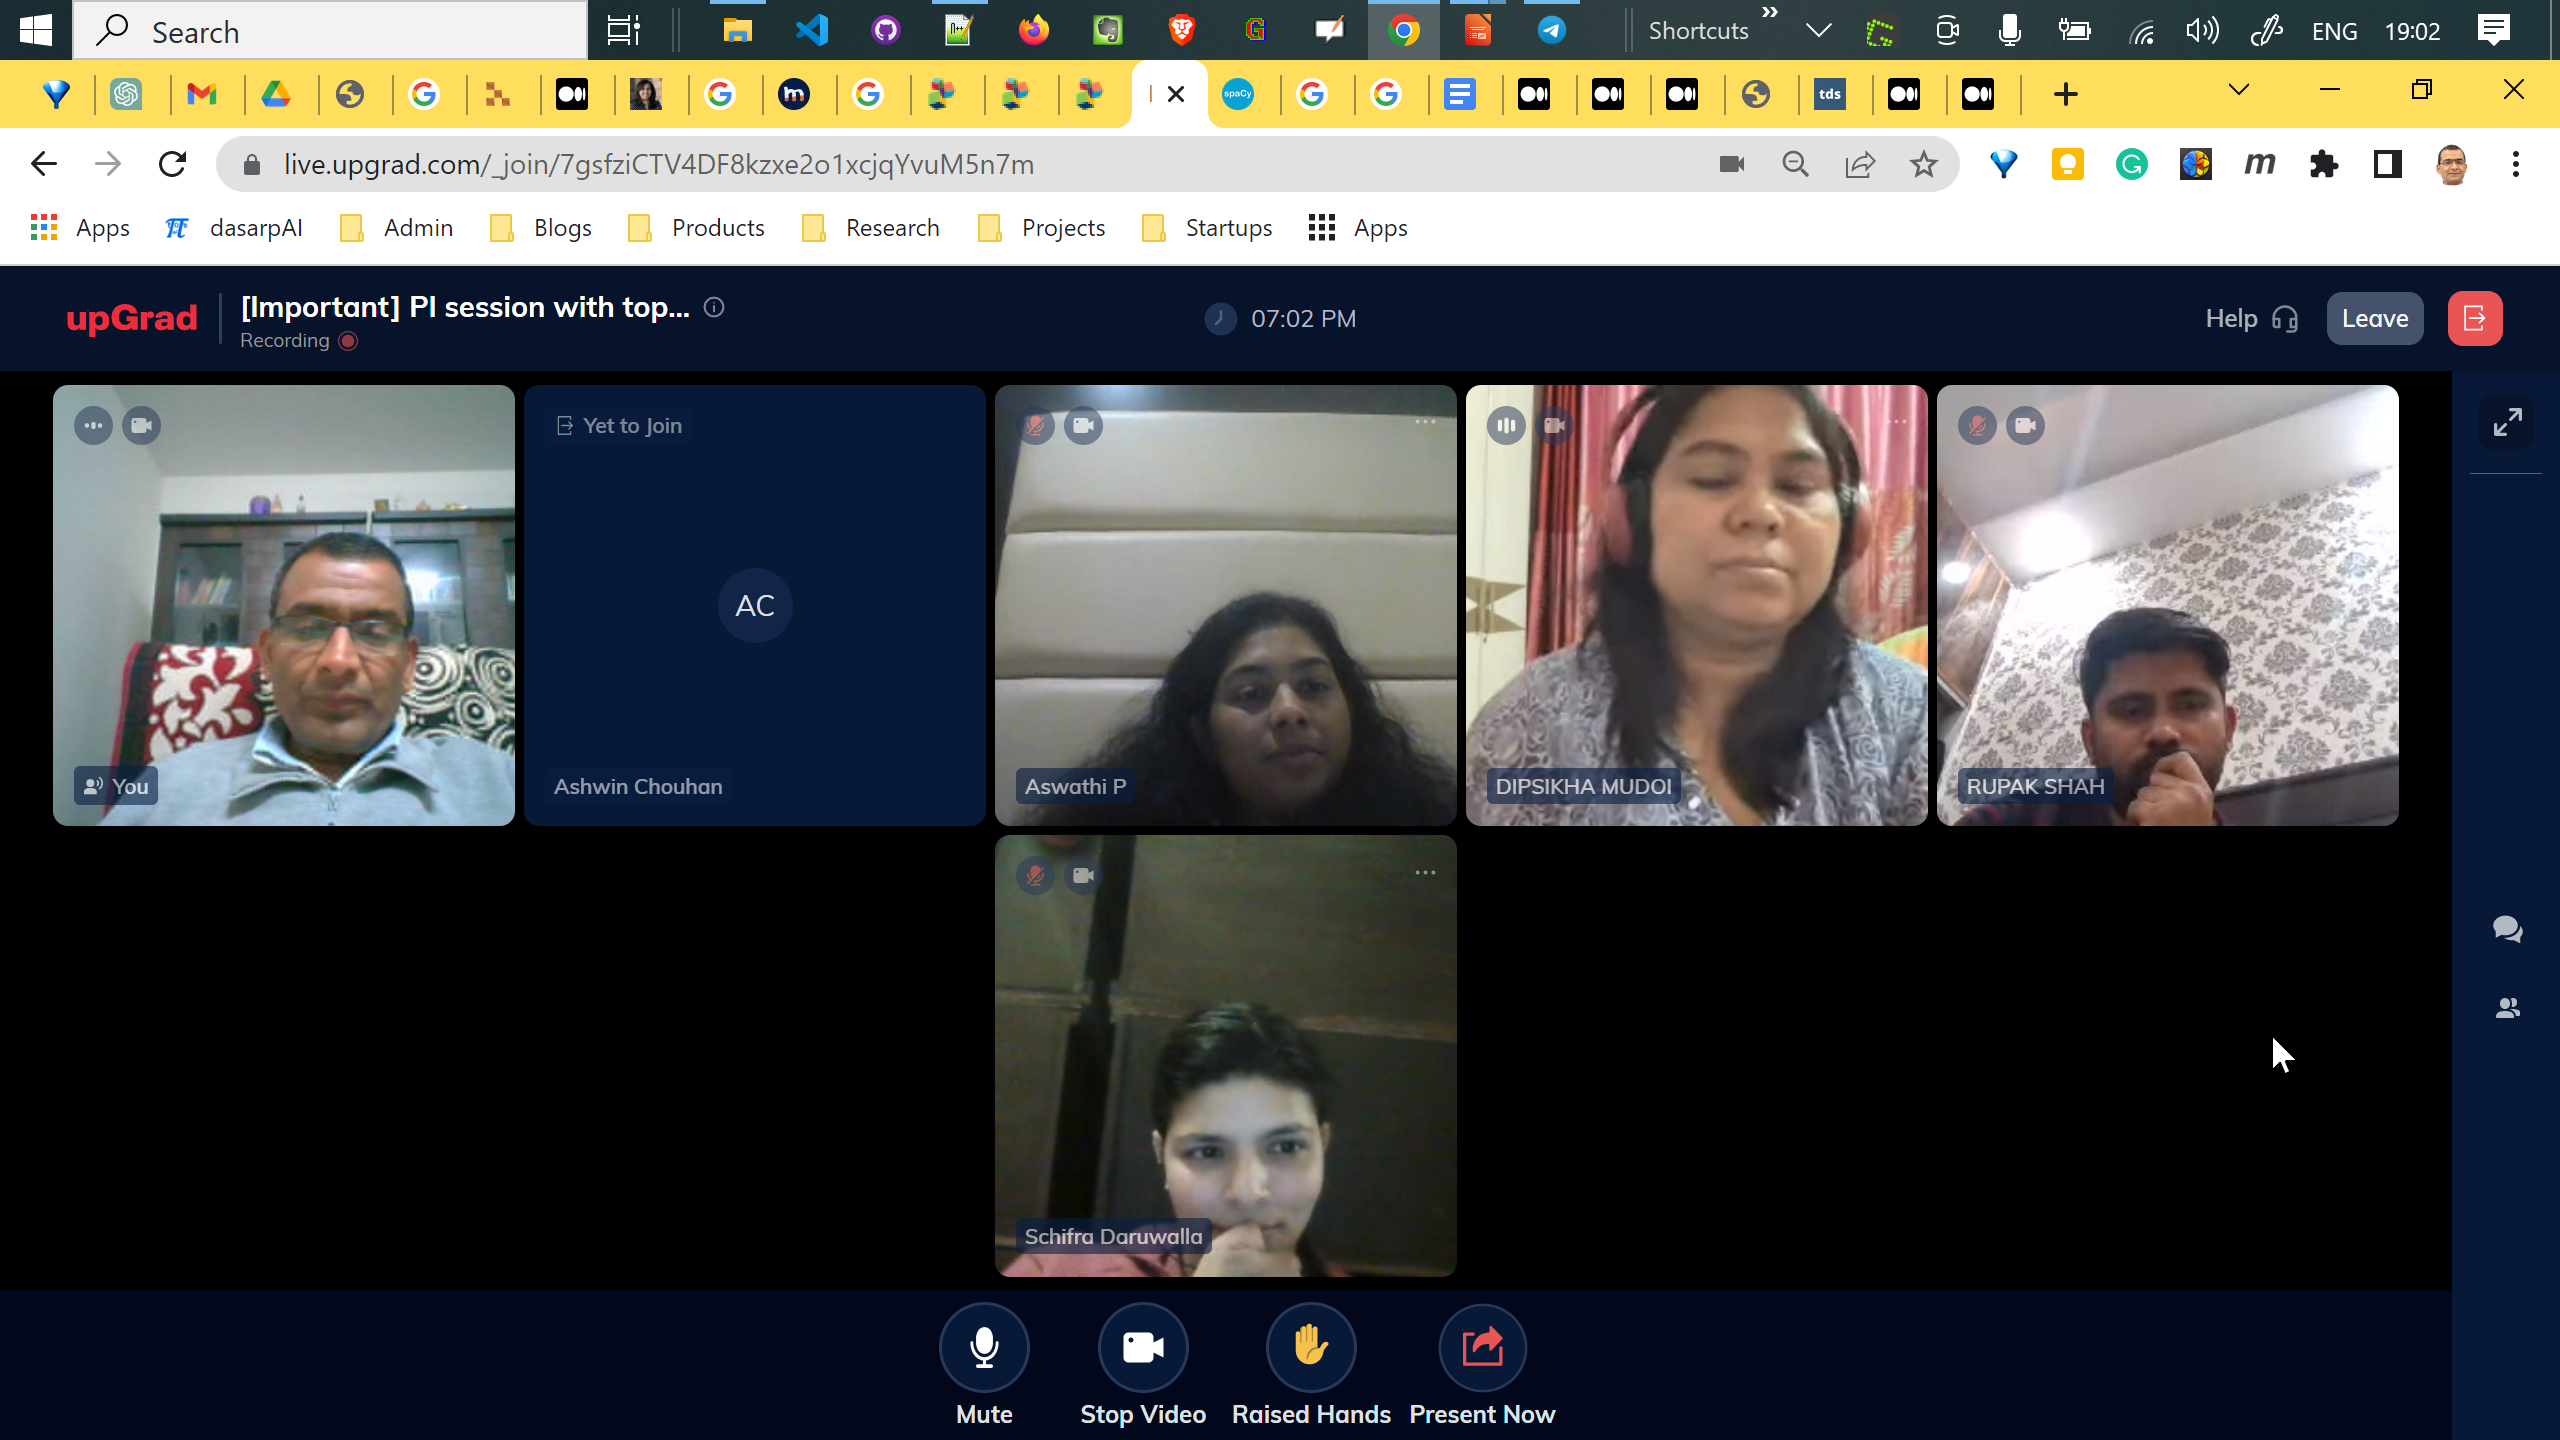 Search
Shortcuts
ENG
19:02
spaCy
tds
live.upgrad.com/_join/7gsfziCTV4DF8kzxe2o1xcjqYvuM5n7m
Apps
dasarpAI
Admin
Blogs
Products
Research
Projects
Startups
Apps
upGrad
[Important] PI session with top...
Recording
07:02 PM
Help
Leave
Yet to Join
AC
You
Ashwin Chouhan
Aswathi P
DIPSIKHA MUDOI
RUPAK SHAH
Schifra Daruwalla
Mute
Stop Video
Raised Hands
Present Now